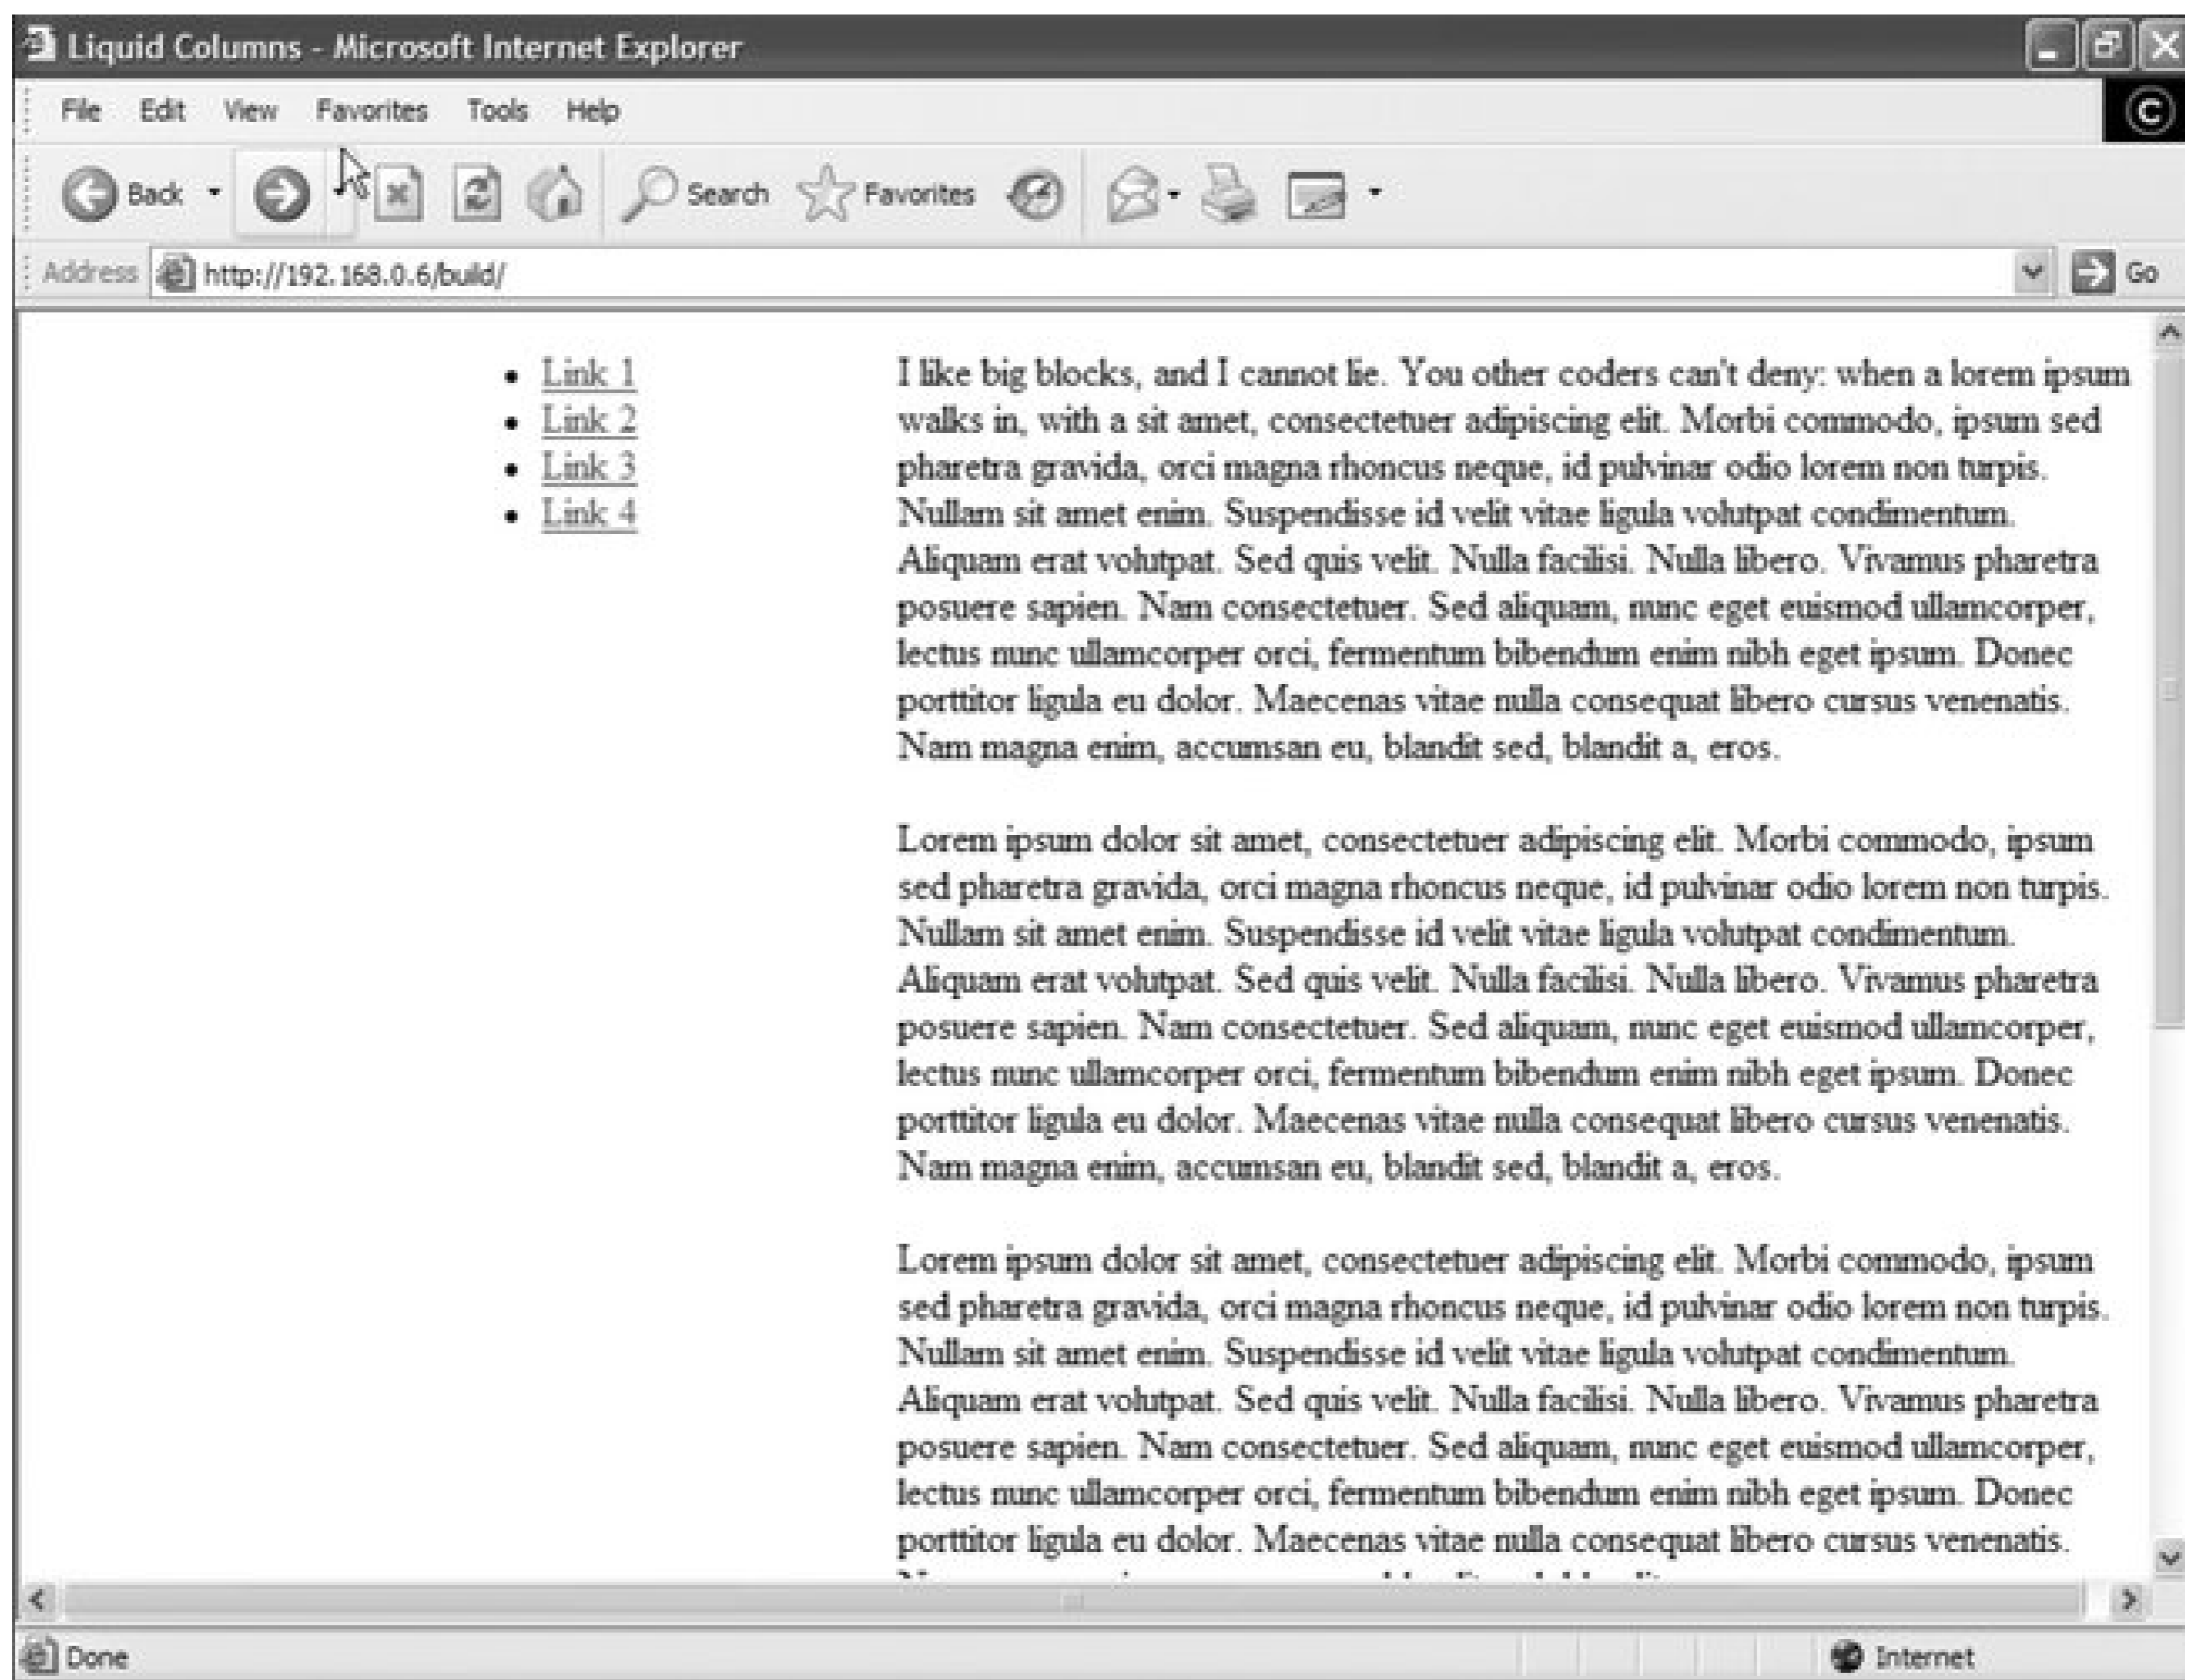 Liquid Columns - Microsoft Internet Explorer
File Edit View Favorites Tools Help
C
Back Search Favorites
Address http://192.168.0.6/build/ Go
Link 1
Link 2
Link 3
Link 4
I like big blocks, and I cannot lie. You other coders can't deny: when a lorem ipsum
walks in, with a sit amet, consectetuer adipiscing elit. Morbi commodo, ipsum sed
pharetra gravida, orci magna rhoncus neque, id pulvinar odio lorem non turpis.
Nullam sit amet enim. Suspendisse id velit vitae ligula volutpat condimentum.
Aliquam erat volutpat. Sed quis velit. Nulla facilisi. Nulla libero. Vivamus pharetra
posuere sapien. Nam consectetuer. Sed aliquam, nunc eget euismod ullamcorper,
lectus nunc ullamcorper orci, fermentum bibendum enim nibh eget ipsum. Donec
porttitor ligula eu dolor. Maecenas vitae nulla consequat libero cursus venenatis.
Nam magna enim, accumsan eu, blandit sed, blandit a, eros.
Lorem ipsum dolor sit amet, consectetuer adipiscing elit. Morbi commodo, ipsum
sed pharetra gravida, orci magna rhoncus neque, id pulvinar odio lorem non turpis.
Nullam sit amet enim. Suspendisse id velit vitae ligula volutpat condimentum.
Aliquam erat volutpat. Sed quis velit. Nulla facilisi. Nulla libero. Vivamus pharetra
posuere sapien. Nam consectetuer. Sed aliquam, nunc eget euismod ullamcorper,
lectus nunc ullamcorper orci, fermentum bibendum enim nibh eget ipsum. Donec
porttitor ligula eu dolor. Maecenas vitae nulla consequat libero cursus venenatis.
Nam magna enim, accumsan eu, blandit sed, blandit a, eros.
Lorem ipsum dolor sit amet, consectetuer adipiscing elit. Morbi commodo, ipsum
sed pharetra gravida, orci magna rhoncus neque, id pulvinar odio lorem non turpis.
Nullam sit amet enim. Suspendisse id velit vitae ligula volutpat condimentum.
Aliquam erat volutpat. Sed quis velit. Nulla facilisi. Nulla libero. Vivamus pharetra
posuere sapien. Nam consectetuer. Sed aliquam, nunc eget euismod ullamcorper,
lectus nunc ullamcorper orci, fermentum bibendum enim nibh eget ipsum. Donec
porttitor ligula eu dolor. Maecenas vitae nulla consequat libero cursus venenatis.
Done Internet